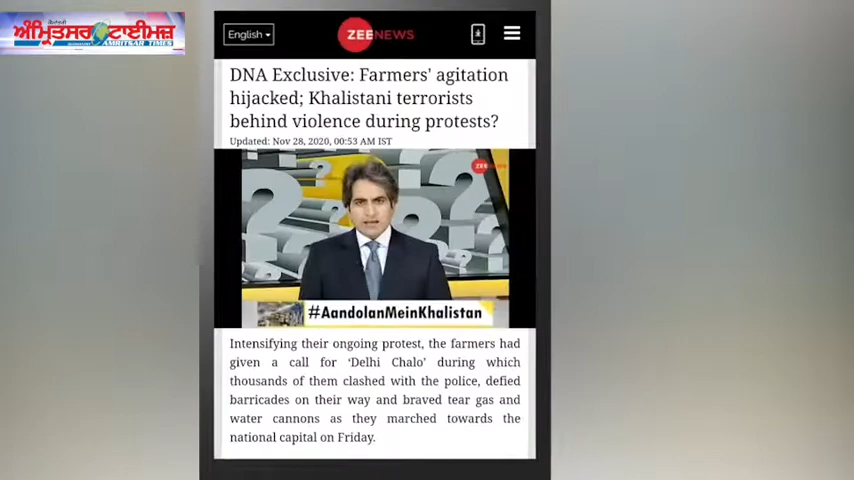 ਅੰਮ੍ਰਿਤਸਰ ਟਾਈਮਜ਼
AMRITSAR TIMES
English
ZEENEWS
DNA Exclusive: Farmers' agitation
hijacked; Khalistani terrorists
behind violence during protests?
Updated: Nov 28, 2020, 00:53 AM IST
ZEE
#AandolanMeinKhalistan
Intensifying their ongoing protest, the farmers had
given a call for ‘Delhi Chalo’ during which
thousands of them clashed with the police, defied
barricades on their way and braved tear gas and
water cannons as they marched towards the
national capital on Friday.